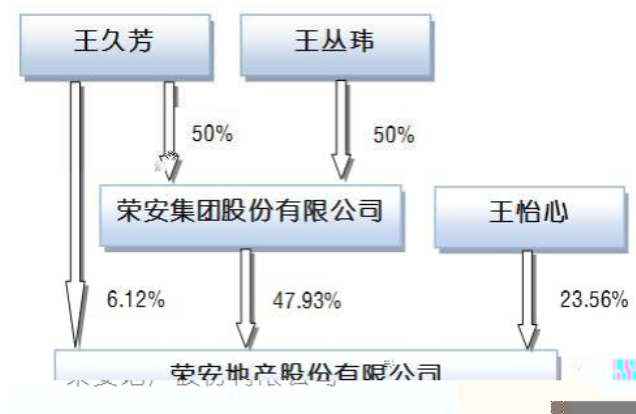 王久芳
王丛玮
50%
50%
荣安集团股份有限公司
王怡心
6.12%
47.93%
23.56%
荣安地产股份有限公司